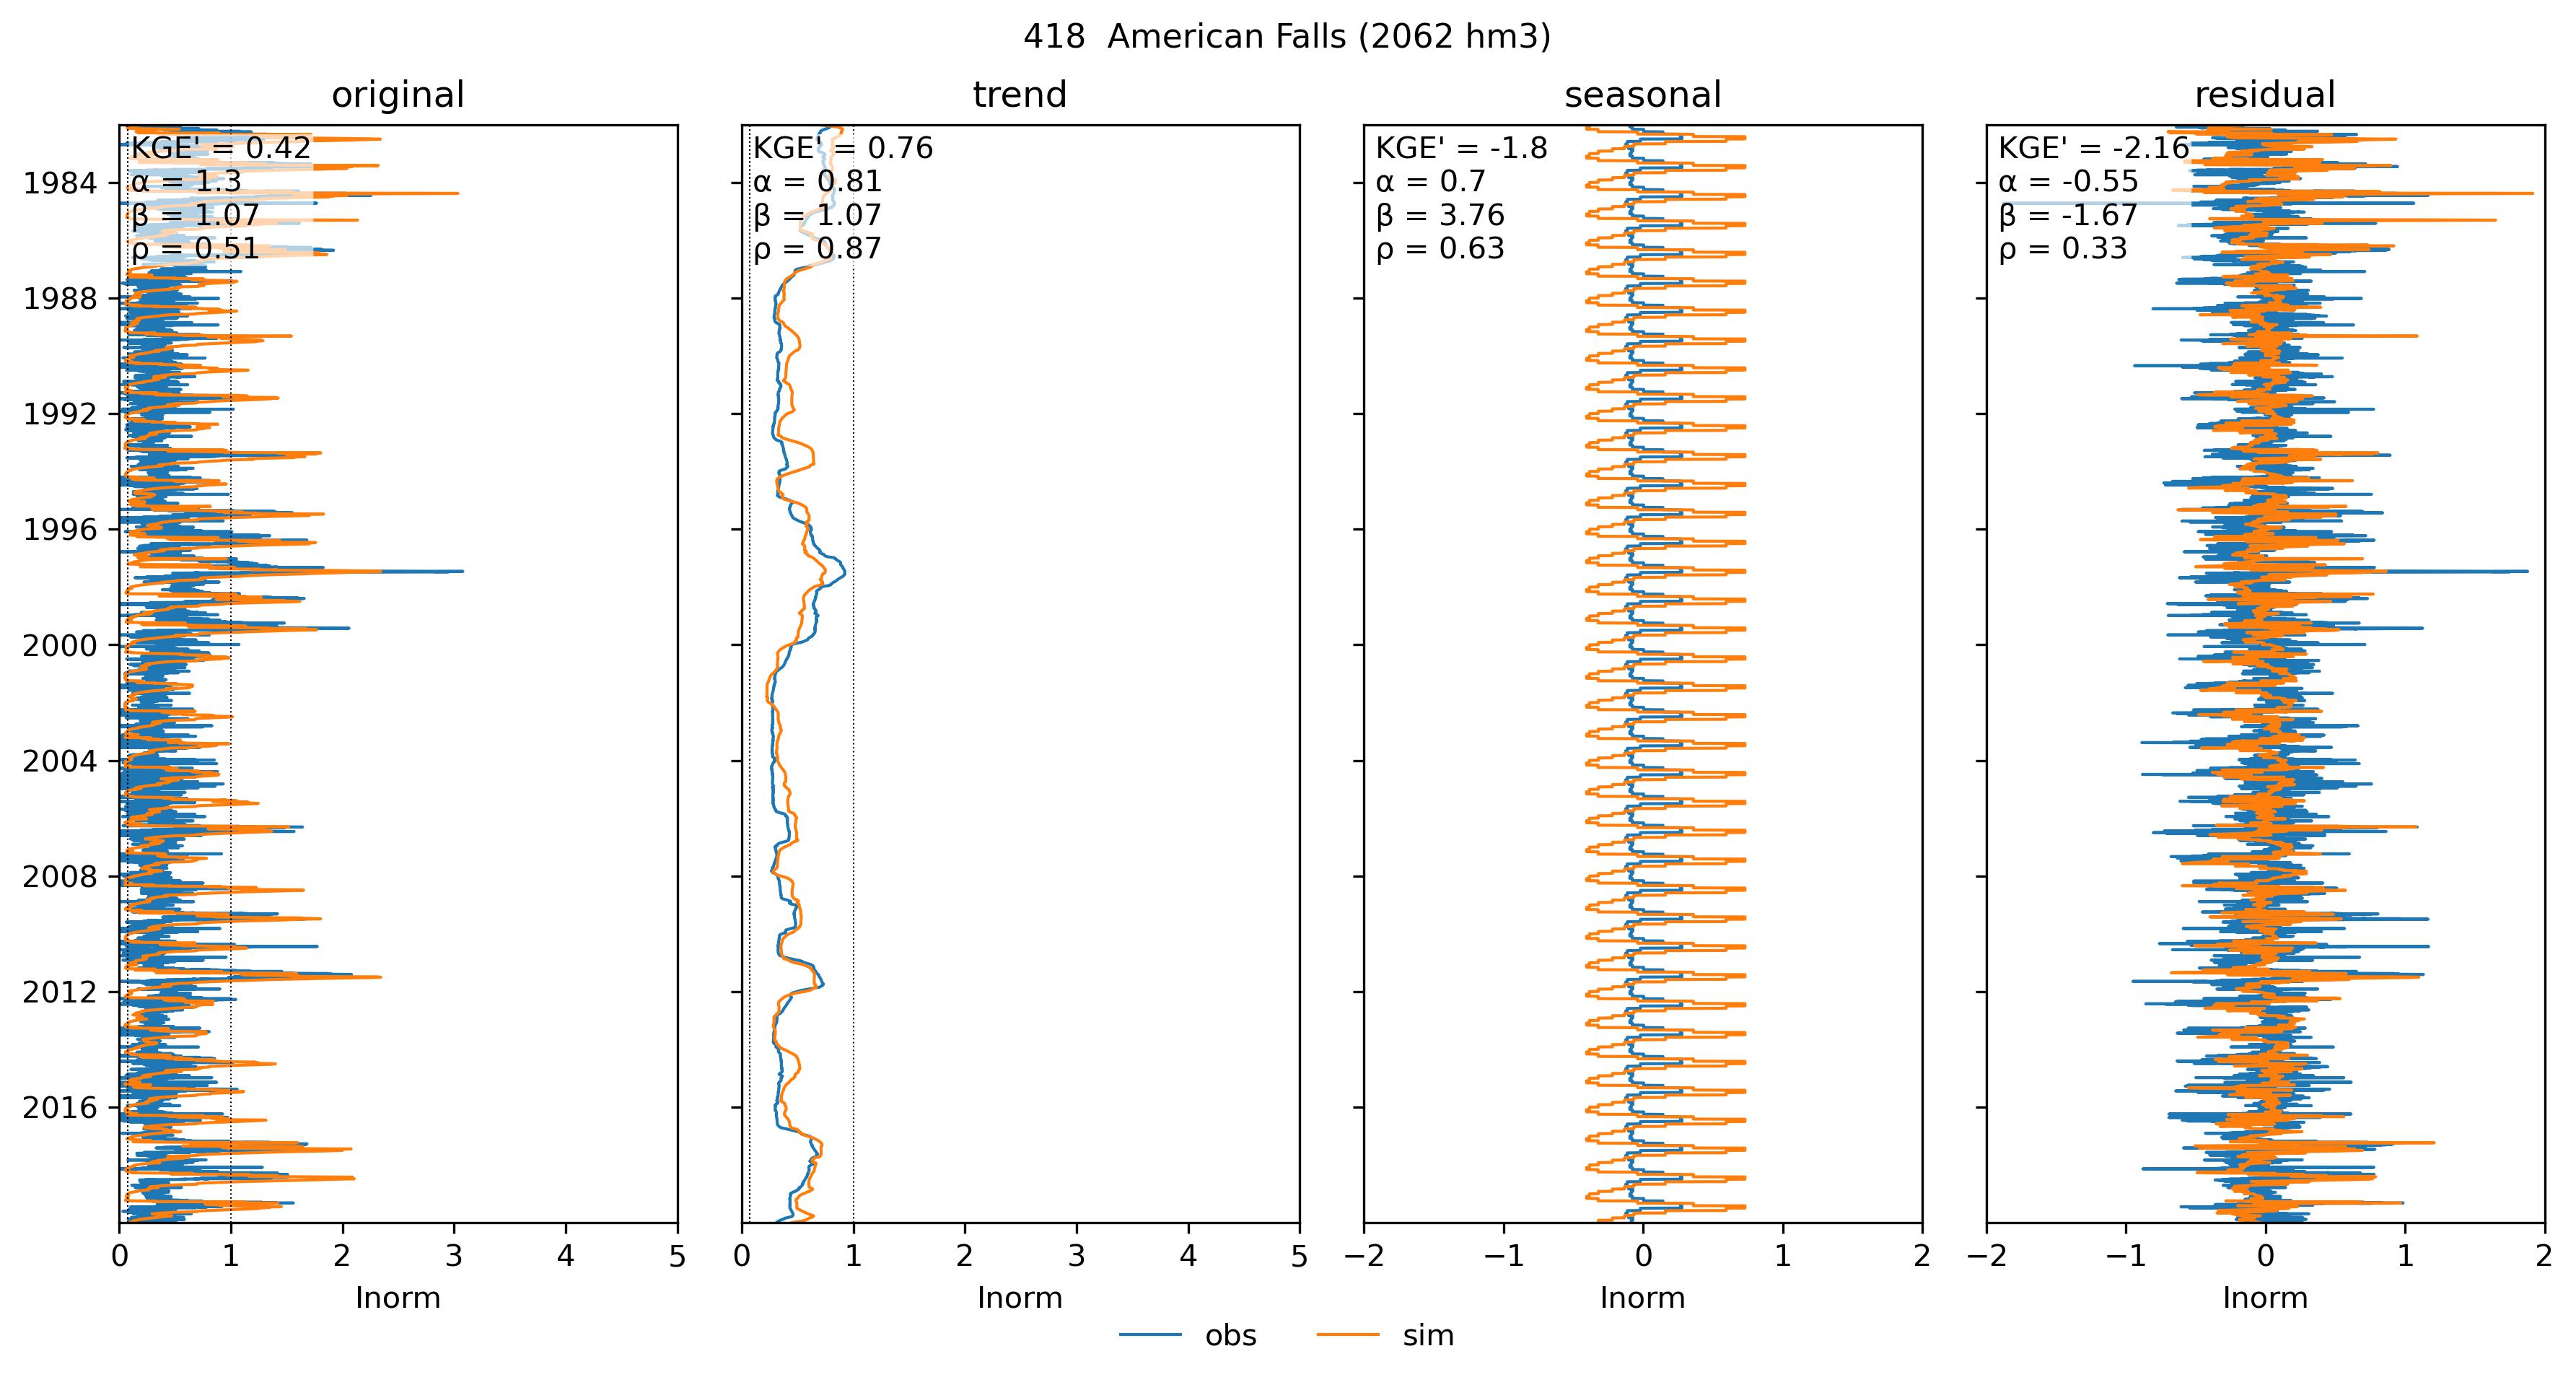 418  American Falls (2062 hm3)
original
trend
seasonal
residual
KGE' = 0.42
α = 1.3
β = 1.07
ρ = 0.51
KGE' = 0.76
α = 0.81
β = 1.07
ρ = 0.87
KGE' = -1.8
α = 0.7
β = 3.76
ρ = 0.63
KGE' = -2.16
α = -0.55
β = -1.67
ρ = 0.33
1984
1988
1992
1996
2000
2004
2008
2012
2016
0 1 2 3 4 5
0 1 2 3 4 5
−2 −1 0 1 2
−2 −1 0 1 2
Inorm
Inorm
Inorm
Inorm
obs
sim